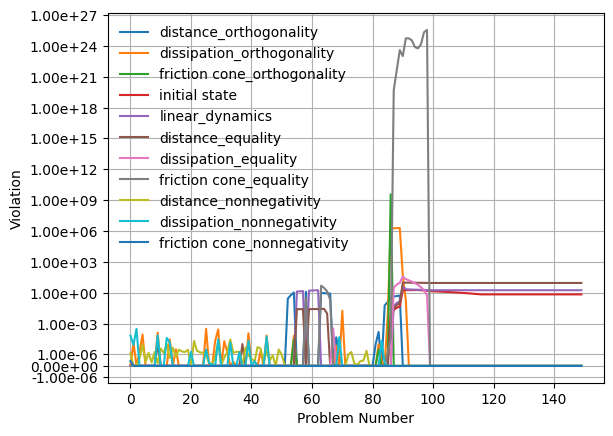 1.00e+27
1.00e+24
1.00e+21
1.00e+18
1.00e+15
1.00e+12
1.00e+09
1.00e+06
1.00e+03
1.00e+00
1.00e-03
1.00e-06
0.00e+00
-1.00e-06
Violation
distance_orthogonality
dissipation_orthogonality
friction cone_orthogonality
initial state
linear_dynamics
distance_equality
dissipation_equality
friction cone_equality
distance_nonnegativity
dissipation_nonnegativity
friction cone_nonnegativity
0 20 40 60 80 100 120 140
Problem Number